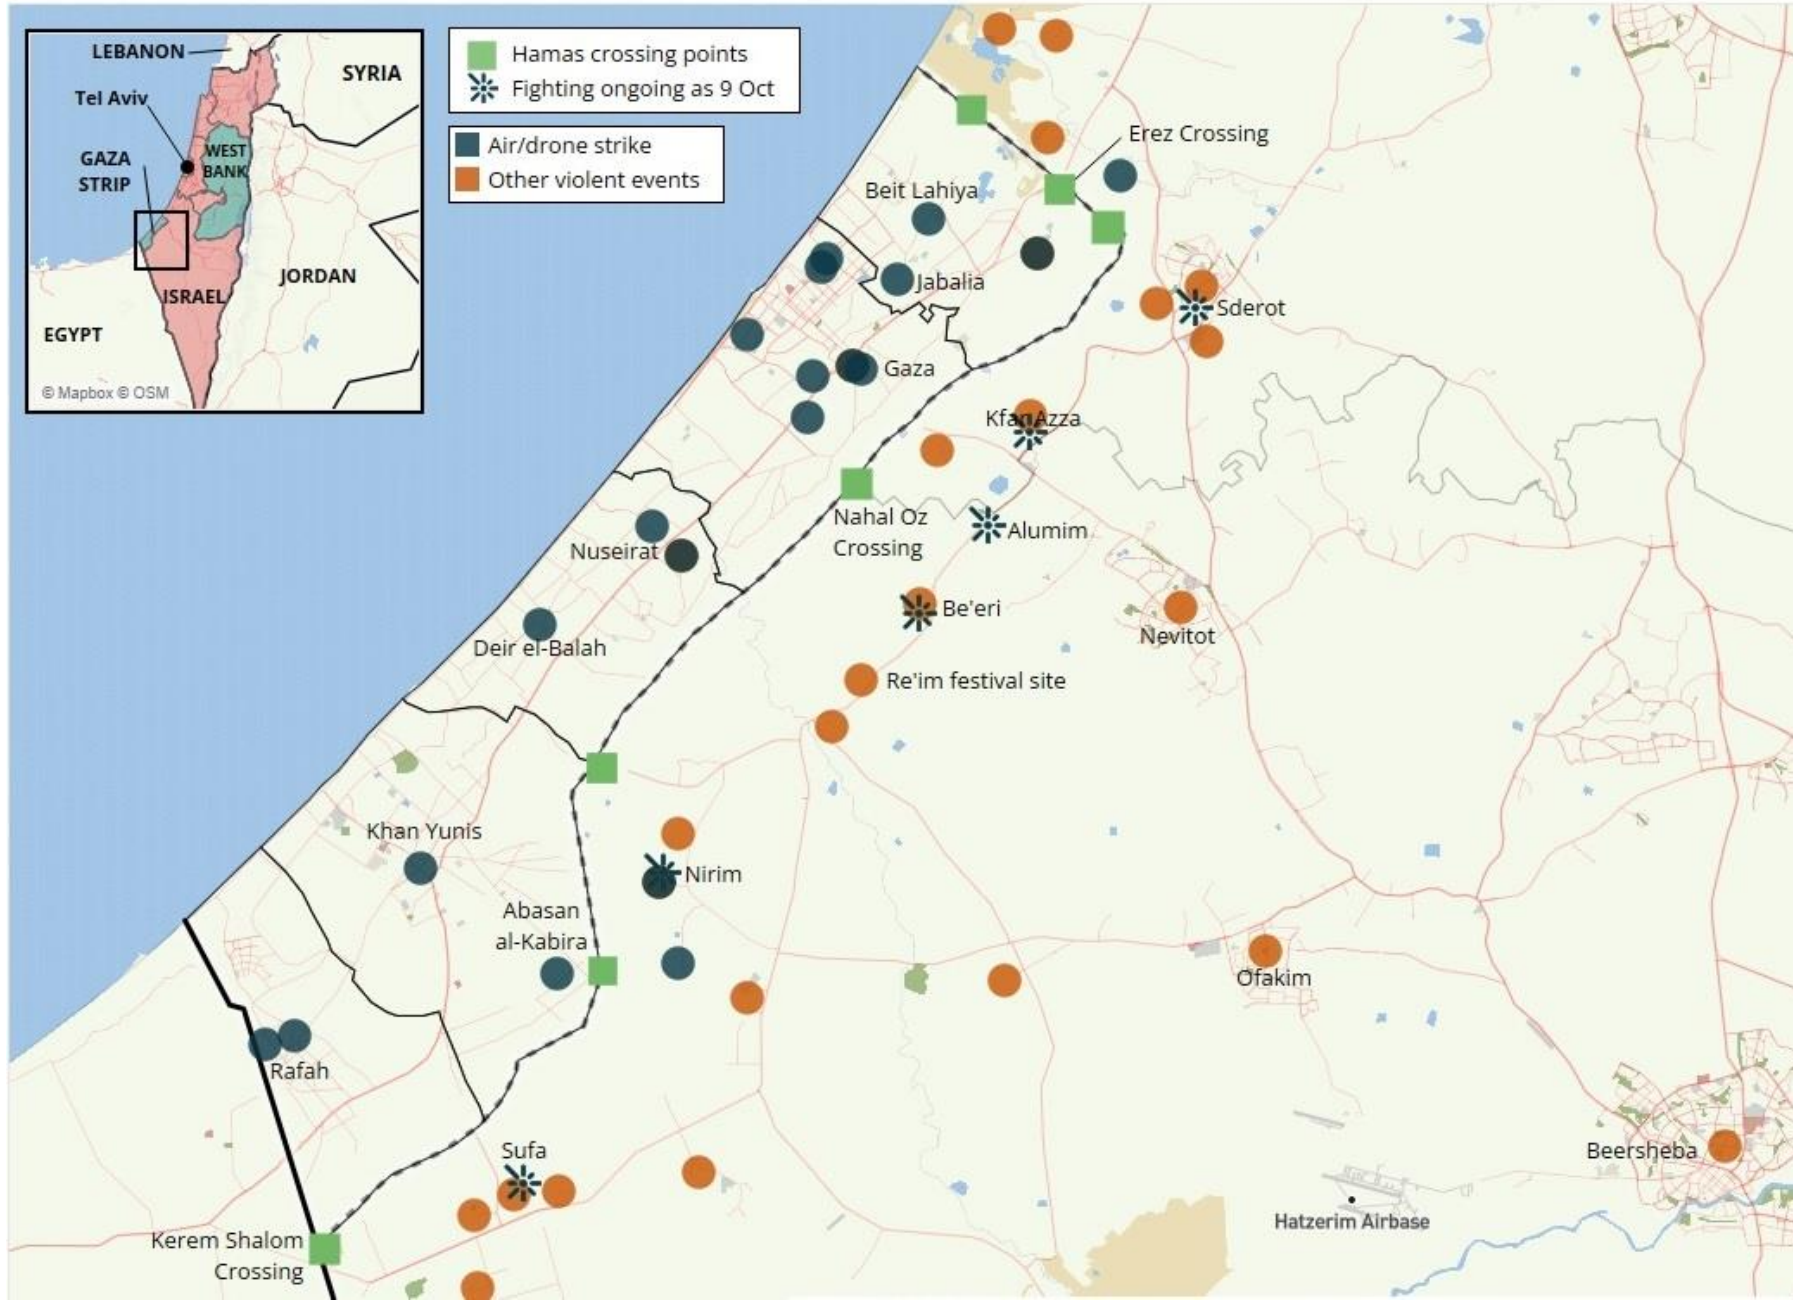 LEBANON
SYRIA
Tel Aviv
GAZA
STRIP
WEST
BANK
JORDAN
ISRAEL
EGYPT
© Mapbox © OSM
Hamas crossing points
Fighting ongoing as 9 Oct
Air/drone strike
Other violent events
Erez Crossing
Beit Lahiya
Jabalia
Sderot
Gaza
Kfar Azza
Nahal Oz
Crossing
Alumim
Nuseirat
Be'eri
Nevitot
Deir el-Balah
Re'im festival site
Khan Yunis
Nirim
Abasan
al-Kabira
Ofakim
Rafah
Sufa
Beersheba
Hatzerim Airbase
Kerem Shalom
Crossing